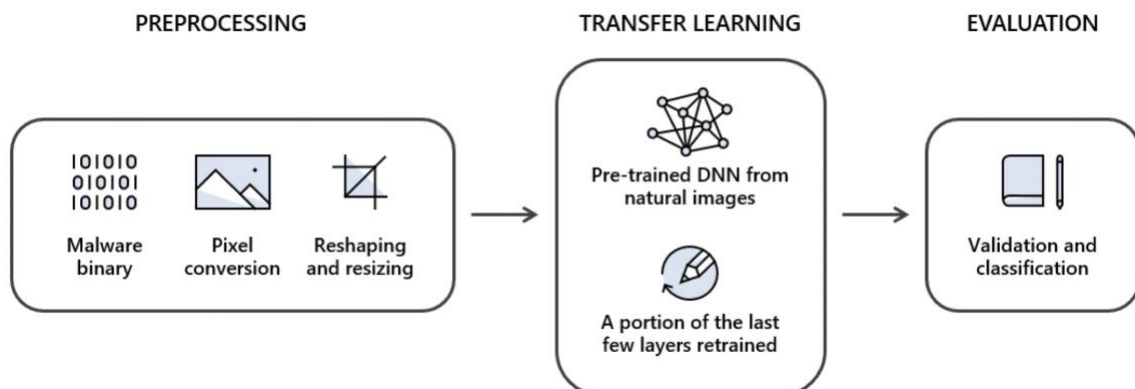 PREPROCESSING
TRANSFER LEARNING
EVALUATION
101010
010101
101010
Malware
binary
Pixel
conversion
Reshaping
and resizing
Pre-trained DNN from
natural images
A portion of the last
few layers retrained
Validation and
classification